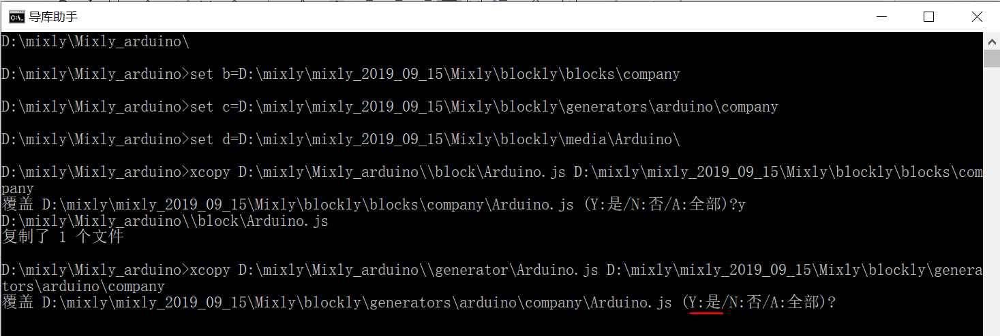 导库助手
D:\mixly\Mixly_arduino\
D:\mixly\Mixly_arduino>set b=D:\mixly\mixly_2019_09_15\Mixly\blockly\blocks\company
D:\mixly\Mixly_arduino>set c=D:\mixly\mixly_2019_09_15\Mixly\blockly\generators\arduino\company
D:\mixly\Mixly_arduino>set d=D:\mixly\mixly_2019_09_15\Mixly\blockly\media\Arduino\
D:\mixly\Mixly_arduino>xcopy D:\mixly\Mixly_arduino\\block\Arduino.js D:\mixly\mixly_2019_09_15\Mixly\blockly\blocks\com
pany
覆盖 D:\mixly\mixly_2019_09_15\Mixly\blockly\blocks\company\Arduino.js (Y:是/N:否/A:全部)?y
D:\mixly\Mixly_arduino\\block\Arduino.js
复制了 1 个文件
D:\mixly\Mixly_arduino>xcopy D:\mixly\Mixly_arduino\\generator\Arduino.js D:\mixly\mixly_2019_09_15\Mixly\blockly\genera
tors\arduino\company
覆盖 D:\mixly\mixly_2019_09_15\Mixly\blockly\generators\arduino\company\Arduino.js (Y:是/N:否/A:全部)?